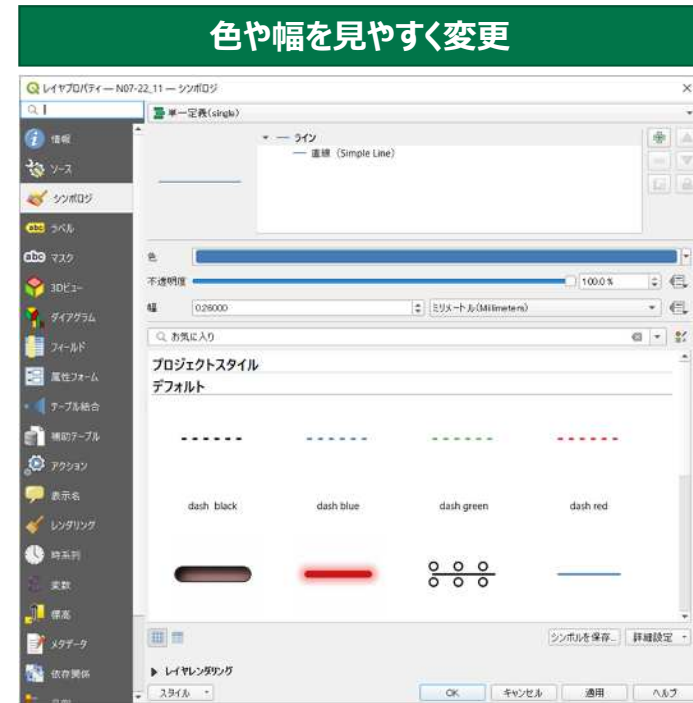 色や幅を見やすく変更
レイヤプロパティ — N07-22_11 — シンボロジ
単一定義(single)
情報
ソース
シンボロジ
ラベル
マスク
3Dビュー
ダイアグラム
フィールド
属性フォーム
テーブル結合
補助テーブル
アクション
表示名
レンダリング
時系列
変数
標高
メタデータ
依存関係
ライン
直線 (Simple Line)
色
不透明度
100.0 %
幅
0.26000
ミリメートル(Millimeters)
お気に入り
プロジェクトスタイル
デフォルト
dash black
dash blue
dash green
dash red
シンボルを保存...
詳細設定
レイヤレンダリング
スタイル
OK
キャンセル
適用
ヘルプ